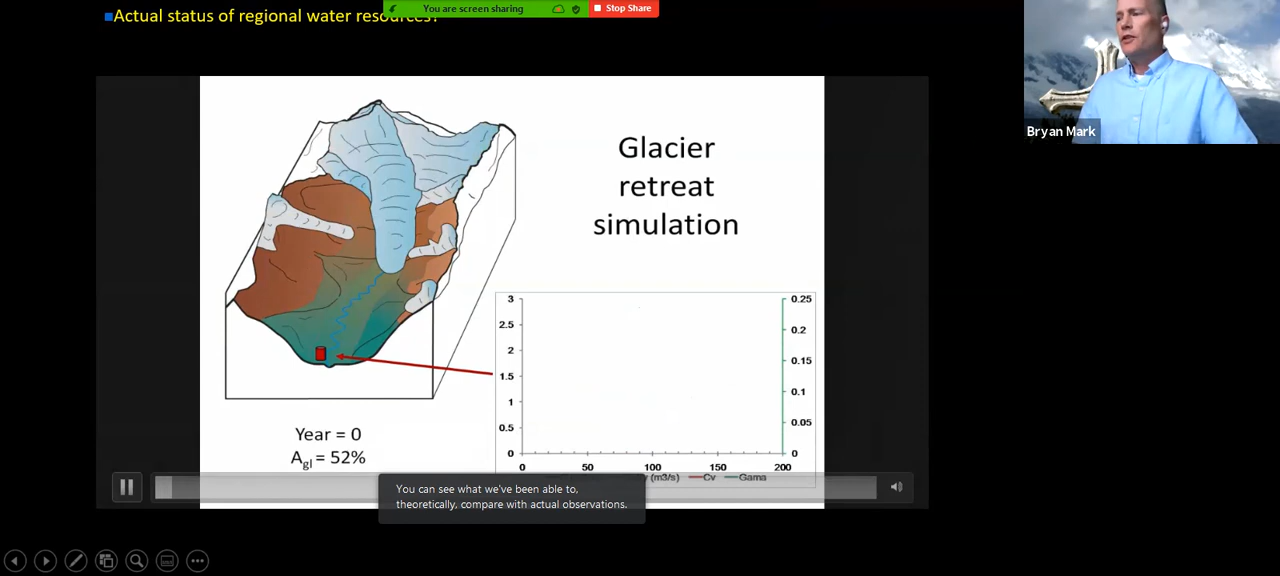 Actual status of regional water resources?
You are screen sharing
Stop Share
Bryan Mark
Glacier
retreat
simulation
3
2.5
2
1.5
1
0.5
0
0.25
0.2
0.15
0.1
0.05
0
0
50
100
150
200
(m3/s)
Cv
Gama
Year = 0
Agl = 52%
You can see what we've been able to,
theoretically, compare with actual observations.